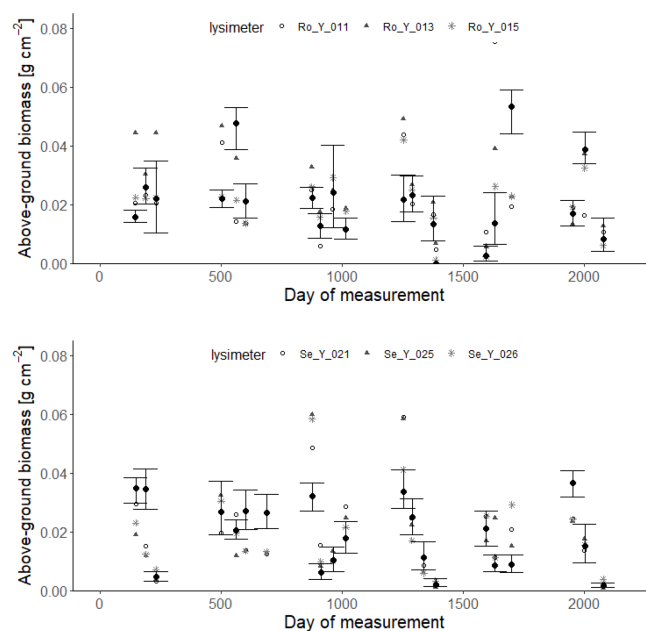 lysimeter ○ Ro_Y_011 ▲ Ro_Y_013 ✳ Ro_Y_015
Above-ground biomass [g cm⁻²]
0.08
0.06
0.04
0.02
0.00
0 500 1000 1500 2000
Day of measurement
lysimeter ○ Se_Y_021 ▲ Se_Y_025 ✳ Se_Y_026
Above-ground biomass [g cm⁻²]
0.08
0.06
0.04
0.02
0.00
0 500 1000 1500 2000
Day of measurement